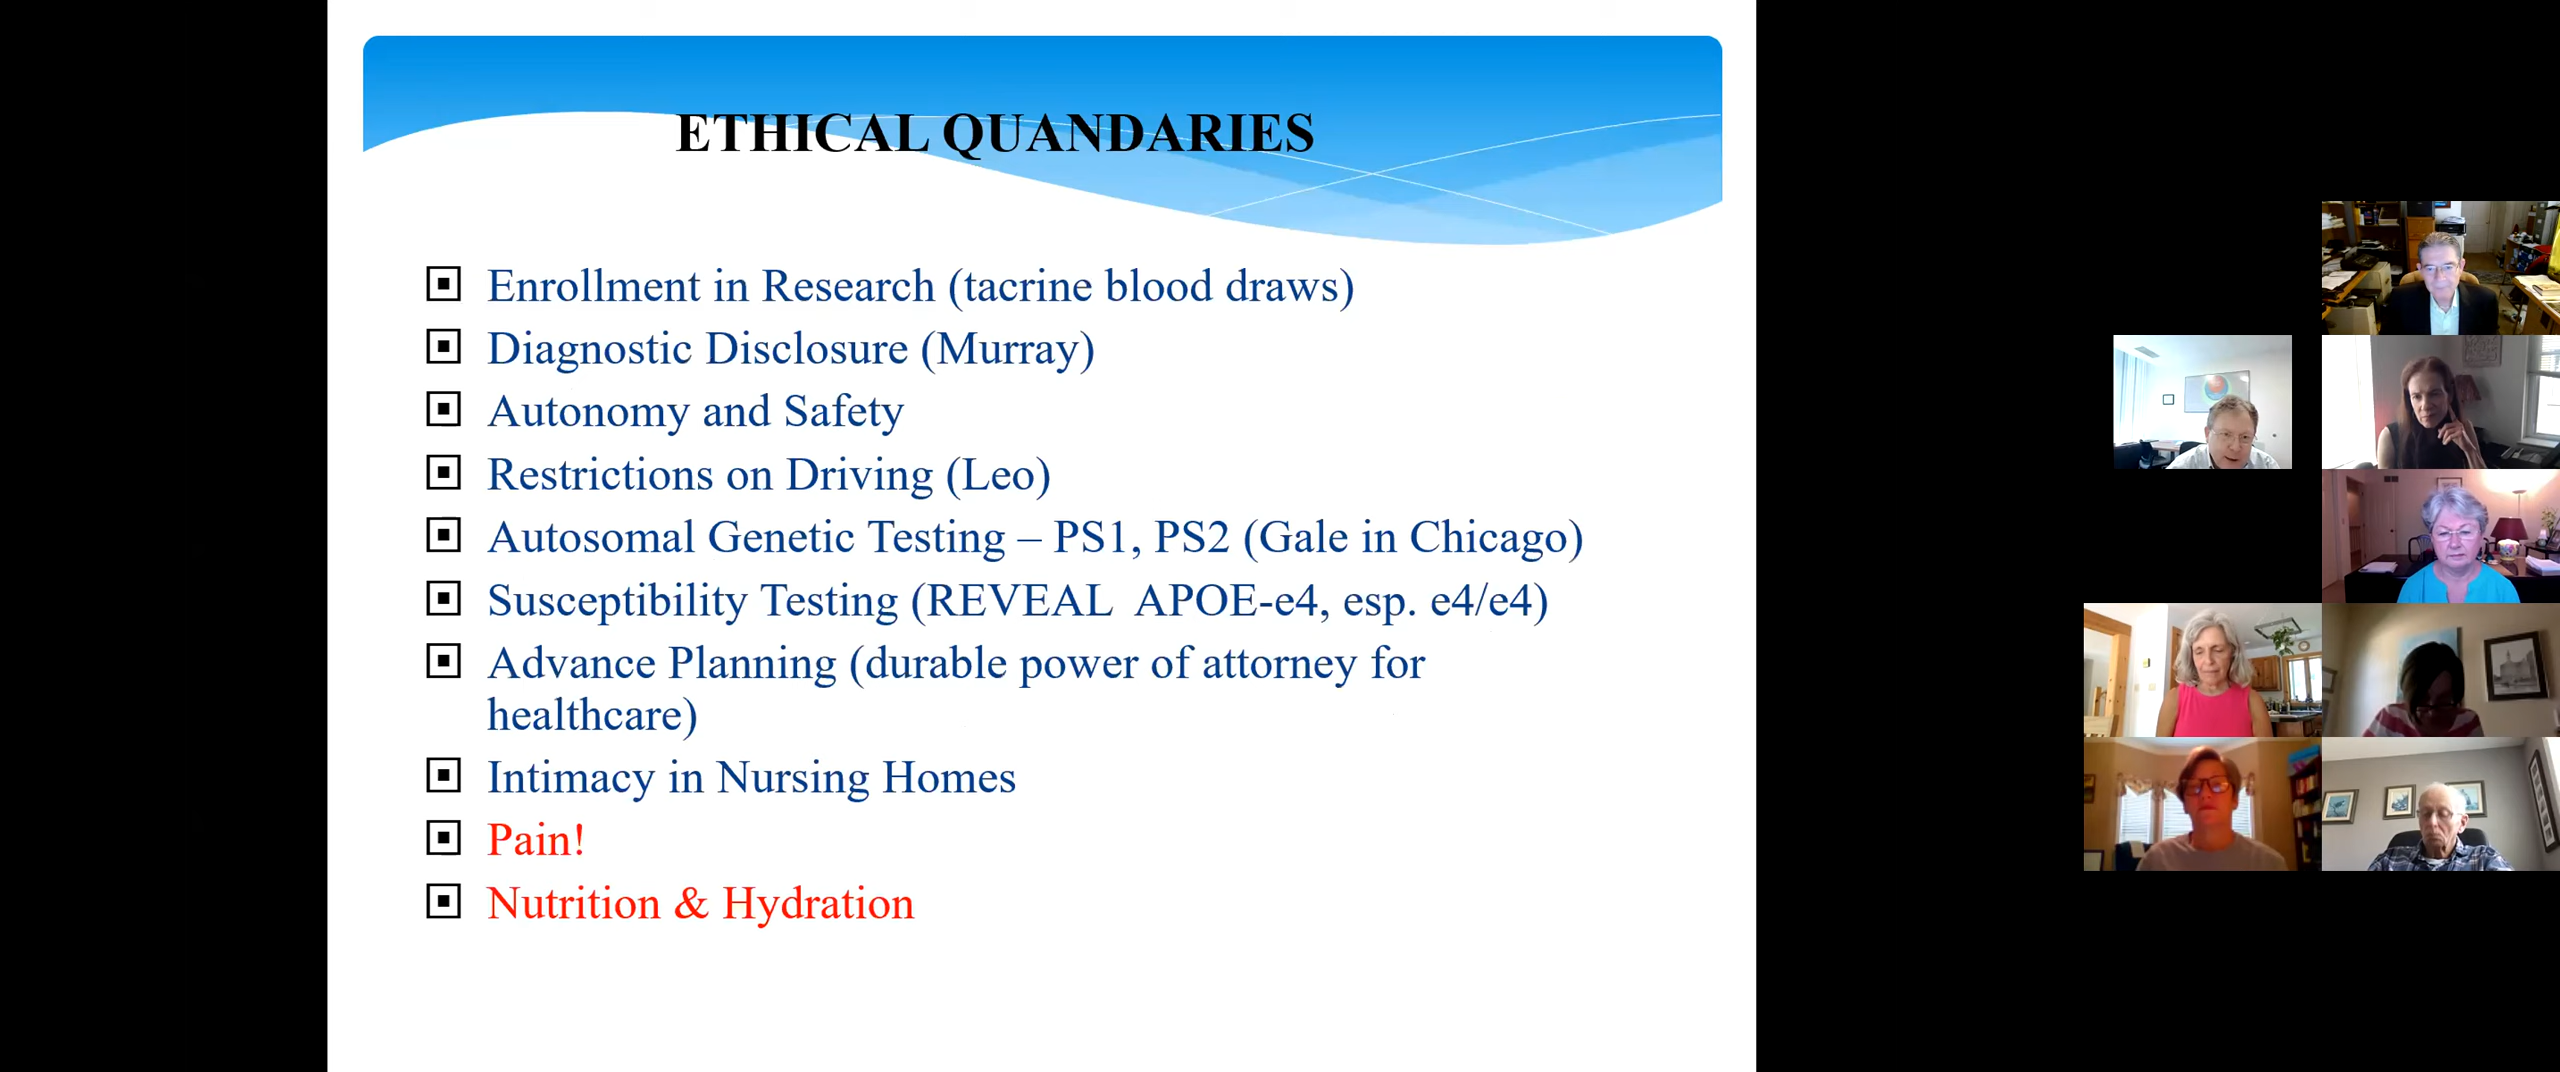 ETHICAL QUANDARIES
Enrollment in Research (tacrine blood draws)
Diagnostic Disclosure (Murray)
Autonomy and Safety
Restrictions on Driving (Leo)
Autosomal Genetic Testing – PS1, PS2 (Gale in Chicago)
Susceptibility Testing (REVEAL APOE-e4, esp. e4/e4)
Advance Planning (durable power of attorney for
healthcare)
Intimacy in Nursing Homes
Pain!
Nutrition & Hydration